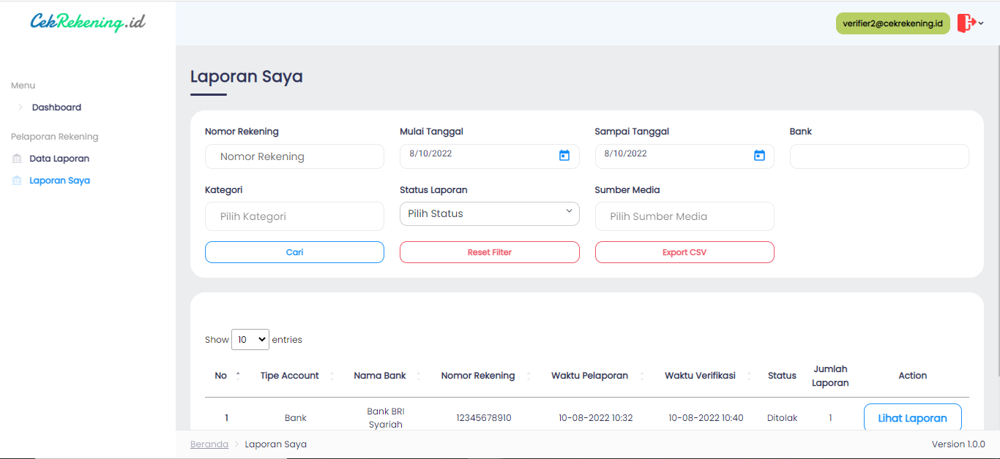 CekRekening.id
verifier2@cekrekening.id
Menu
Dashboard
Pelaporan Rekening
Data Laporan
Laporan Saya
Laporan Saya
Nomor Rekening Mulai Tanggal Sampai Tanggal Bank
Nomor Rekening 8/10/2022 8/10/2022
Kategori Status Laporan Sumber Media
Pilih Kategori Pilih Status Pilih Sumber Media
Cari Reset Filter Export CSV
Show 10 entries
No Tipe Account Nama Bank Nomor Rekening Waktu Pelaporan Waktu Verifikasi Status Jumlah
Laporan Action
1 Bank Bank BRI
Syariah 12345678910 10-08-2022 10:32 10-08-2022 10:40 Ditolak 1 Lihat Laporan
Beranda > Laporan Saya Version 1.0.0